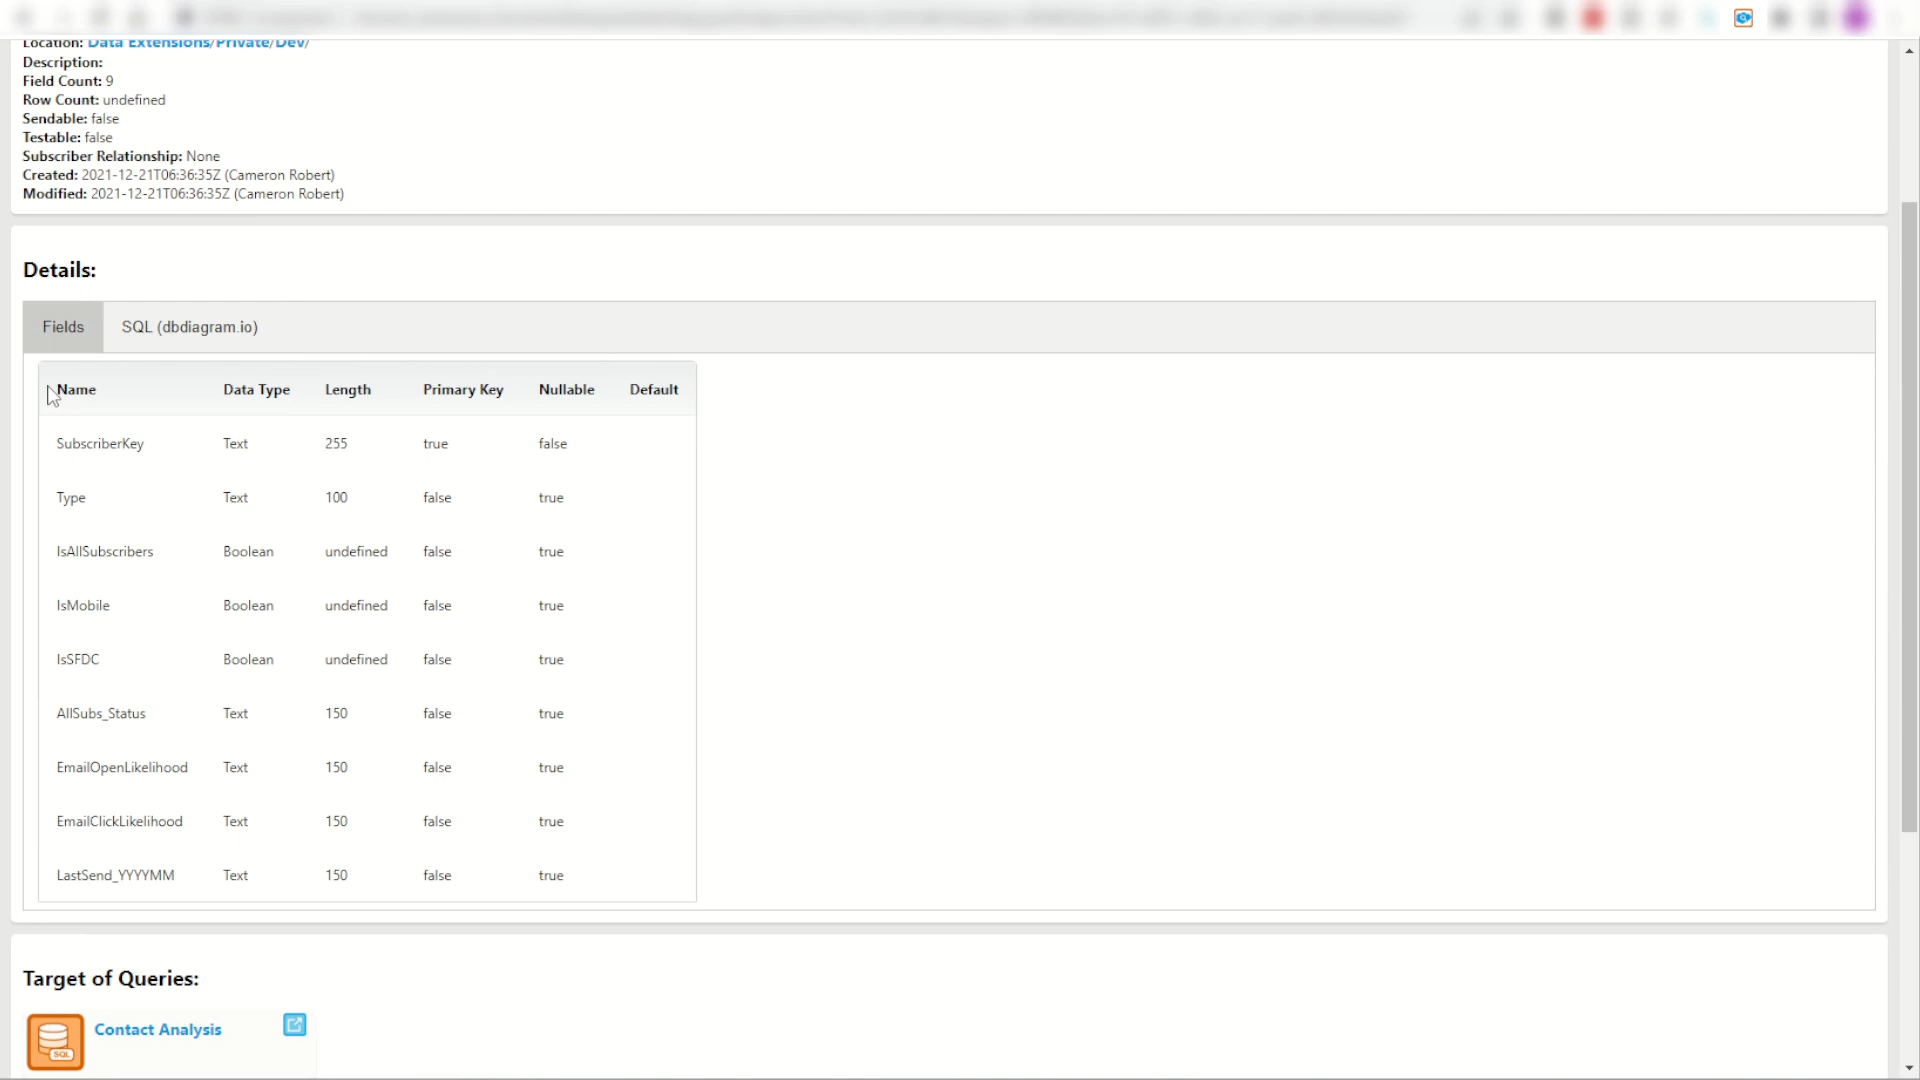 Location: Data Extensions/Private/Dev/
Description:
Field Count: 9
Row Count: undefined
Sendable: false
Testable: false
Subscriber Relationship: None
Created: 2021-12-21T06:36:35Z (Cameron Robert)
Modified: 2021-12-21T06:36:35Z (Cameron Robert)
Details:
Fields SQL (dbdiagram.io)
Name Data Type Length Primary Key Nullable Default
SubscriberKey Text 255 true false
Type Text 100 false true
IsAllSubscribers Boolean undefined false true
IsMobile Boolean undefined false true
IsSFDC Boolean undefined false true
AllSubs_Status Text 150 false true
EmailOpenLikelihood Text 150 false true
EmailClickLikelihood Text 150 false true
LastSend_YYYYMM Text 150 false true
Target of Queries:
Contact Analysis
SQL